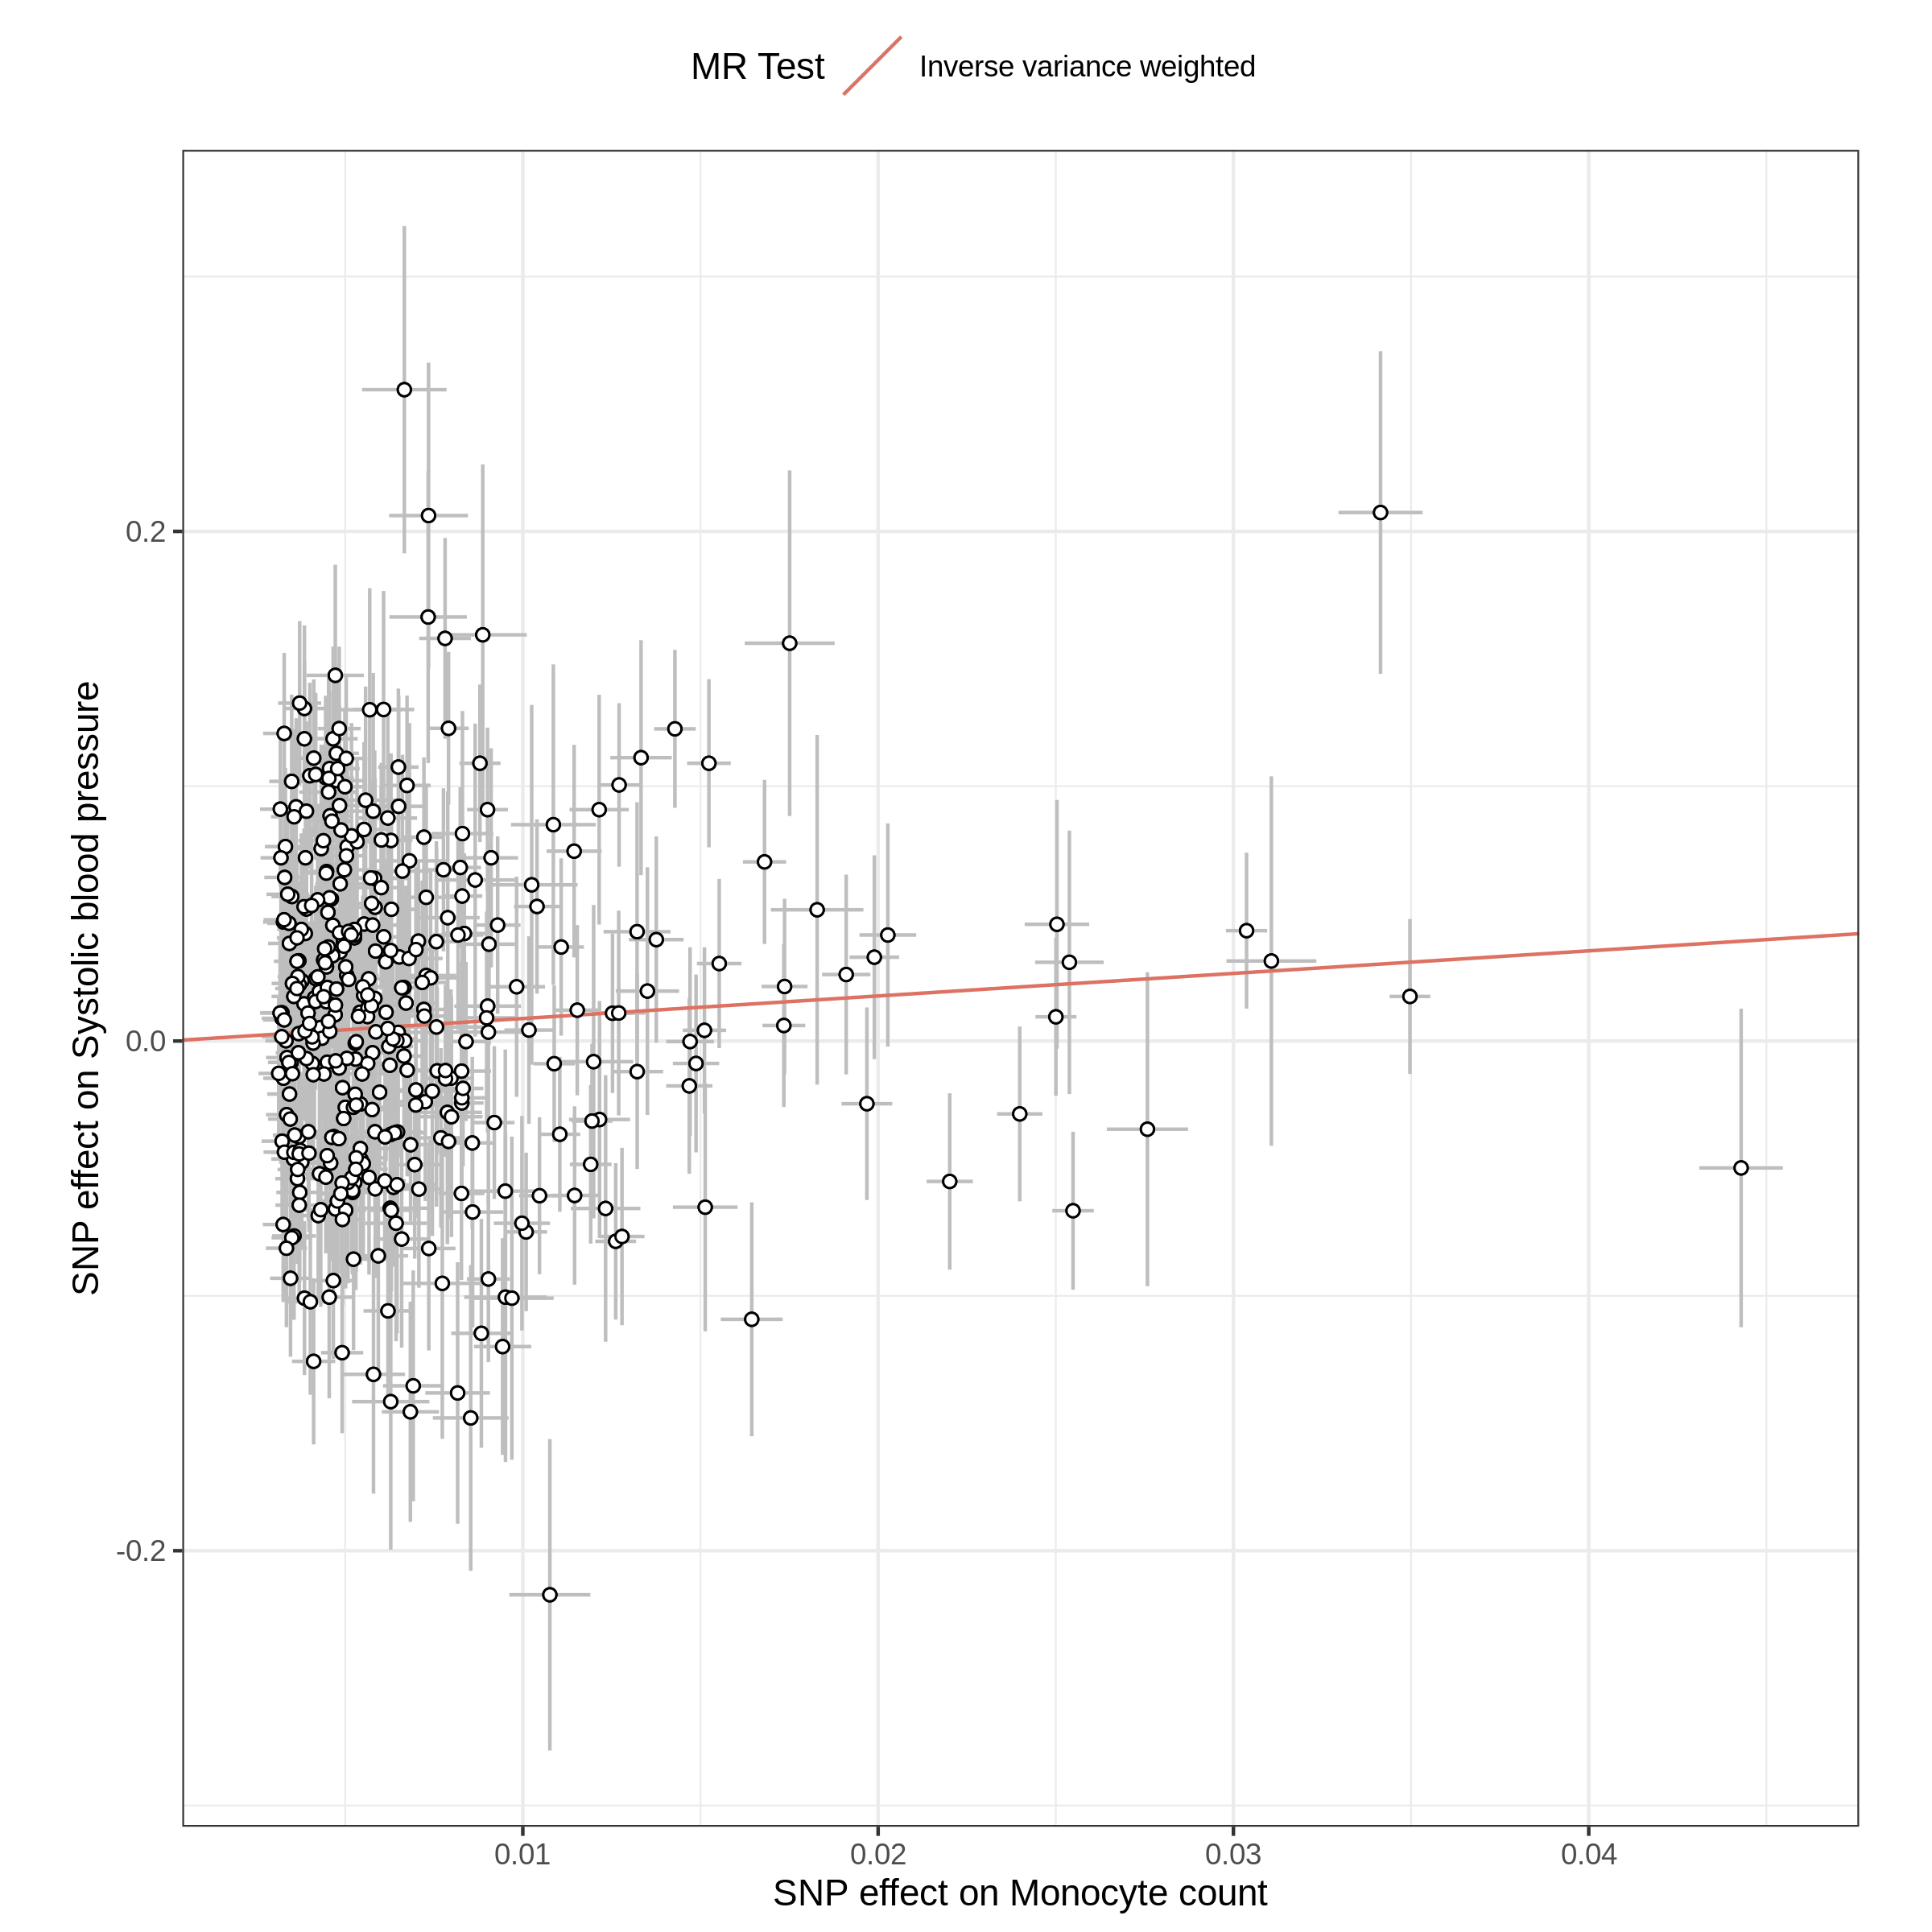 MR Test Inverse variance weighted
SNP effect on Systolic blood pressure
0.2
0.0
-0.2
0.01 0.02 0.03 0.04
SNP effect on Monocyte count